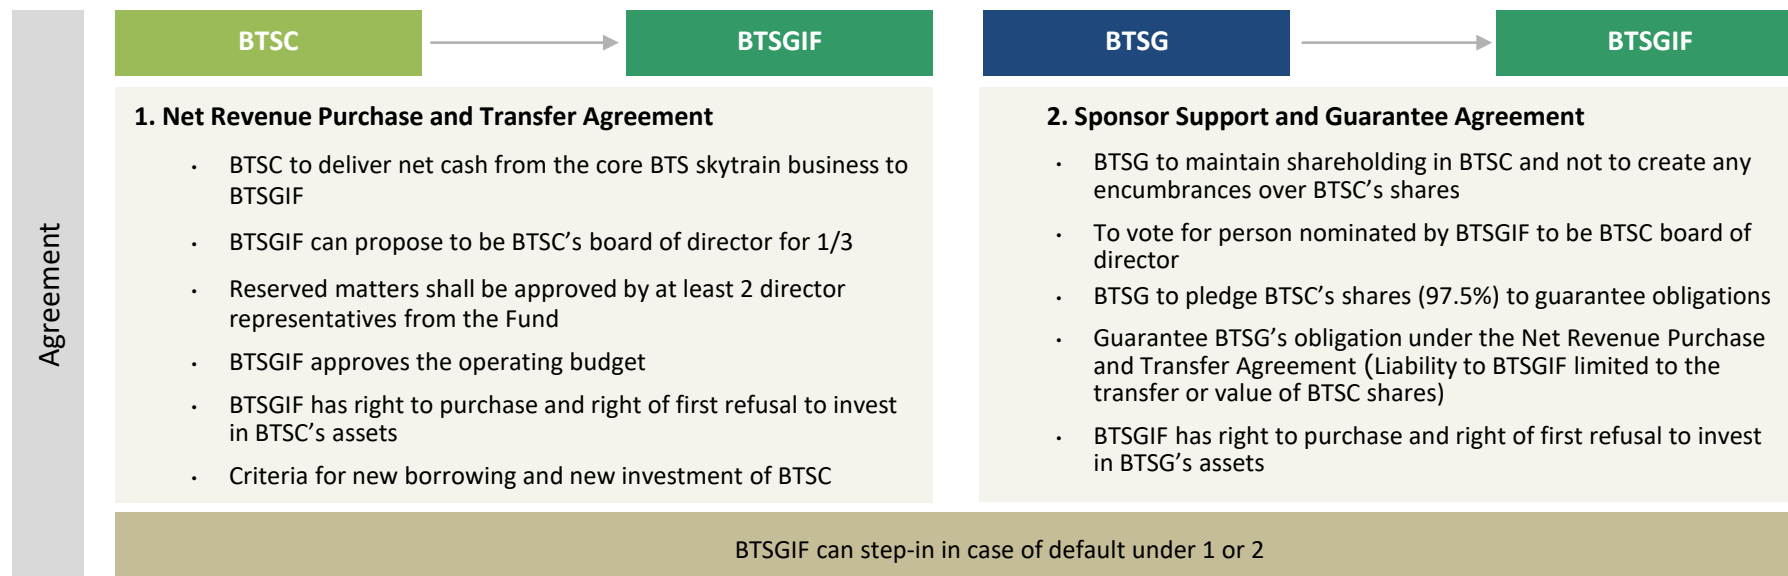 Agreement
BTSC
BTSGIF
1. Net Revenue Purchase and Transfer Agreement
• BTSC to deliver net cash from the core BTS skytrain business to
BTSGIF
• BTSGIF can propose to be BTSC’s board of director for 1/3
• Reserved matters shall be approved by at least 2 director
representatives from the Fund
• BTSGIF approves the operating budget
• BTSGIF has right to purchase and right of first refusal to invest
in BTSC’s assets
• Criteria for new borrowing and new investment of BTSC
BTSG
BTSGIF
2. Sponsor Support and Guarantee Agreement
• BTSG to maintain shareholding in BTSC and not to create any
encumbrances over BTSC’s shares
• To vote for person nominated by BTSGIF to be BTSC board of
director
• BTSG to pledge BTSC’s shares (97.5%) to guarantee obligations
• Guarantee BTSG’s obligation under the Net Revenue Purchase
and Transfer Agreement (Liability to BTSGIF limited to the
transfer or value of BTSC shares)
• BTSGIF has right to purchase and right of first refusal to invest
in BTSG’s assets
BTSGIF can step-in in case of default under 1 or 2